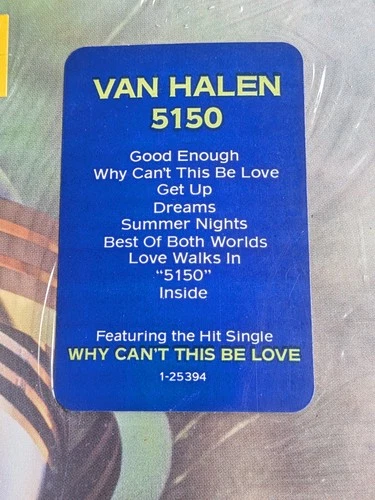 VAN HALEN
5150
Good Enough
Why Can't This Be Love
Get Up
Dreams
Summer Nights
Best Of Both Worlds
Love Walks In
“5150”
Inside
Featuring the Hit Single
WHY CAN'T THIS BE LOVE
1-25394